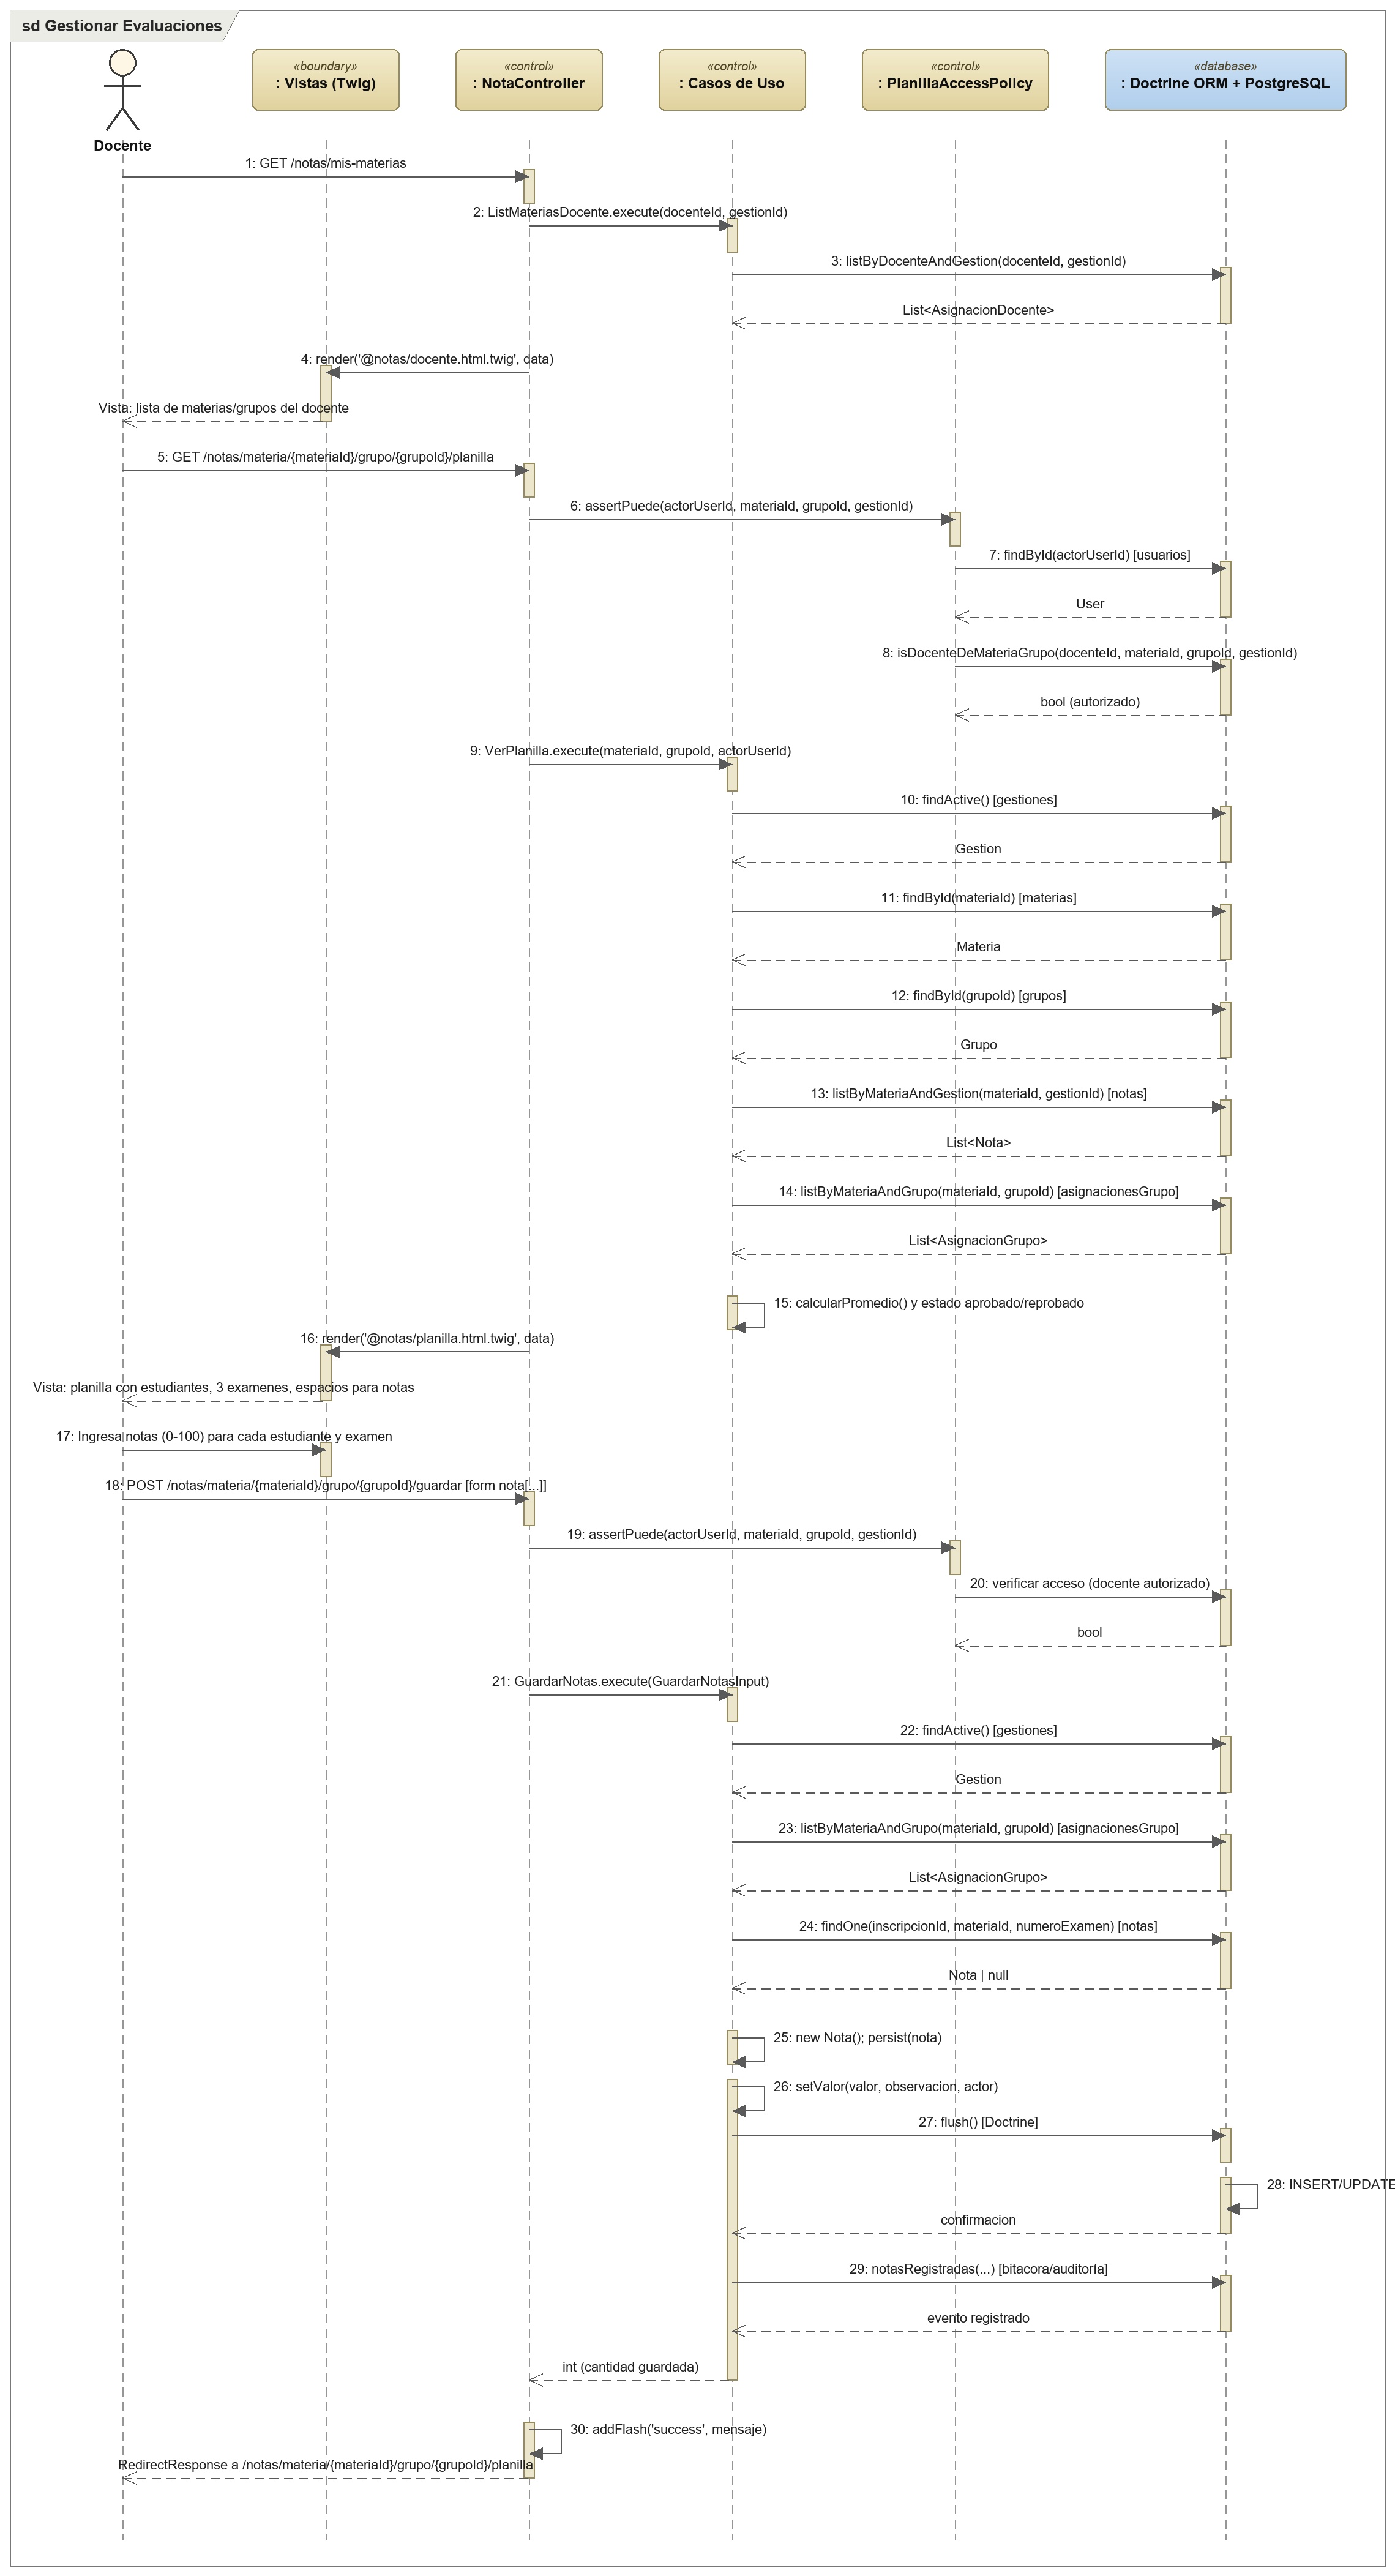 sd Gestionar Evaluaciones
«boundary»
: Vistas (Twig)
«control»
: NotaController
«control»
: Casos de Uso
«control»
: PlanillaAccessPolicy
«database»
: Doctrine ORM + PostgreSQL
Docente
1: GET /notas/mis-materias
2: ListMateriasDocente.execute(docenteId, gestionId)
3: listByDocenteAndGestion(docenteId, gestionId)
List<AsignacionDocente>
4: render('@notas/docente.html.twig', data)
Vista: lista de materias/grupos del docente
5: GET /notas/materia/{materiaId}/grupo/{grupoId}/planilla
6: assertPuede(actorUserId, materiaId, grupoId, gestionId)
7: findById(actorUserId) [usuarios]
User
8: isDocenteDeMateriaGrupo(docenteId, materiaId, grupoId, gestionId)
bool (autorizado)
9: VerPlanilla.execute(materiaId, grupoId, actorUserId)
10: findActive() [gestiones]
Gestion
11: findById(materiaId) [materias]
Materia
12: findById(grupoId) [grupos]
Grupo
13: listByMateriaAndGestion(materiaId, gestionId) [notas]
List<Nota>
14: listByMateriaAndGrupo(materiaId, grupoId) [asignacionesGrupo]
List<AsignacionGrupo>
15: calcularPromedio() y estado aprobado/reprobado
16: render('@notas/planilla.html.twig', data)
Vista: planilla con estudiantes, 3 examenes, espacios para notas
17: Ingresa notas (0-100) para cada estudiante y examen
18: POST /notas/materia/{materiaId}/grupo/{grupoId}/guardar [form nota[...]]
19: assertPuede(actorUserId, materiaId, grupoId, gestionId)
20: verificar acceso (docente autorizado)
bool
21: GuardarNotas.execute(GuardarNotasInput)
22: findActive() [gestiones]
Gestion
23: listByMateriaAndGrupo(materiaId, grupoId) [asignacionesGrupo]
List<AsignacionGrupo>
24: findOne(inscripcionId, materiaId, numeroExamen) [notas]
Nota | null
25: new Nota(); persist(nota)
26: setValor(valor, observacion, actor)
27: flush() [Doctrine]
28: INSERT/UPDATE
confirmacion
29: notasRegistradas(...) [bitacora/auditoría]
evento registrado
int (cantidad guardada)
30: addFlash('success', mensaje)
RedirectResponse a /notas/materia/{materiaId}/grupo/{grupoId}/planilla